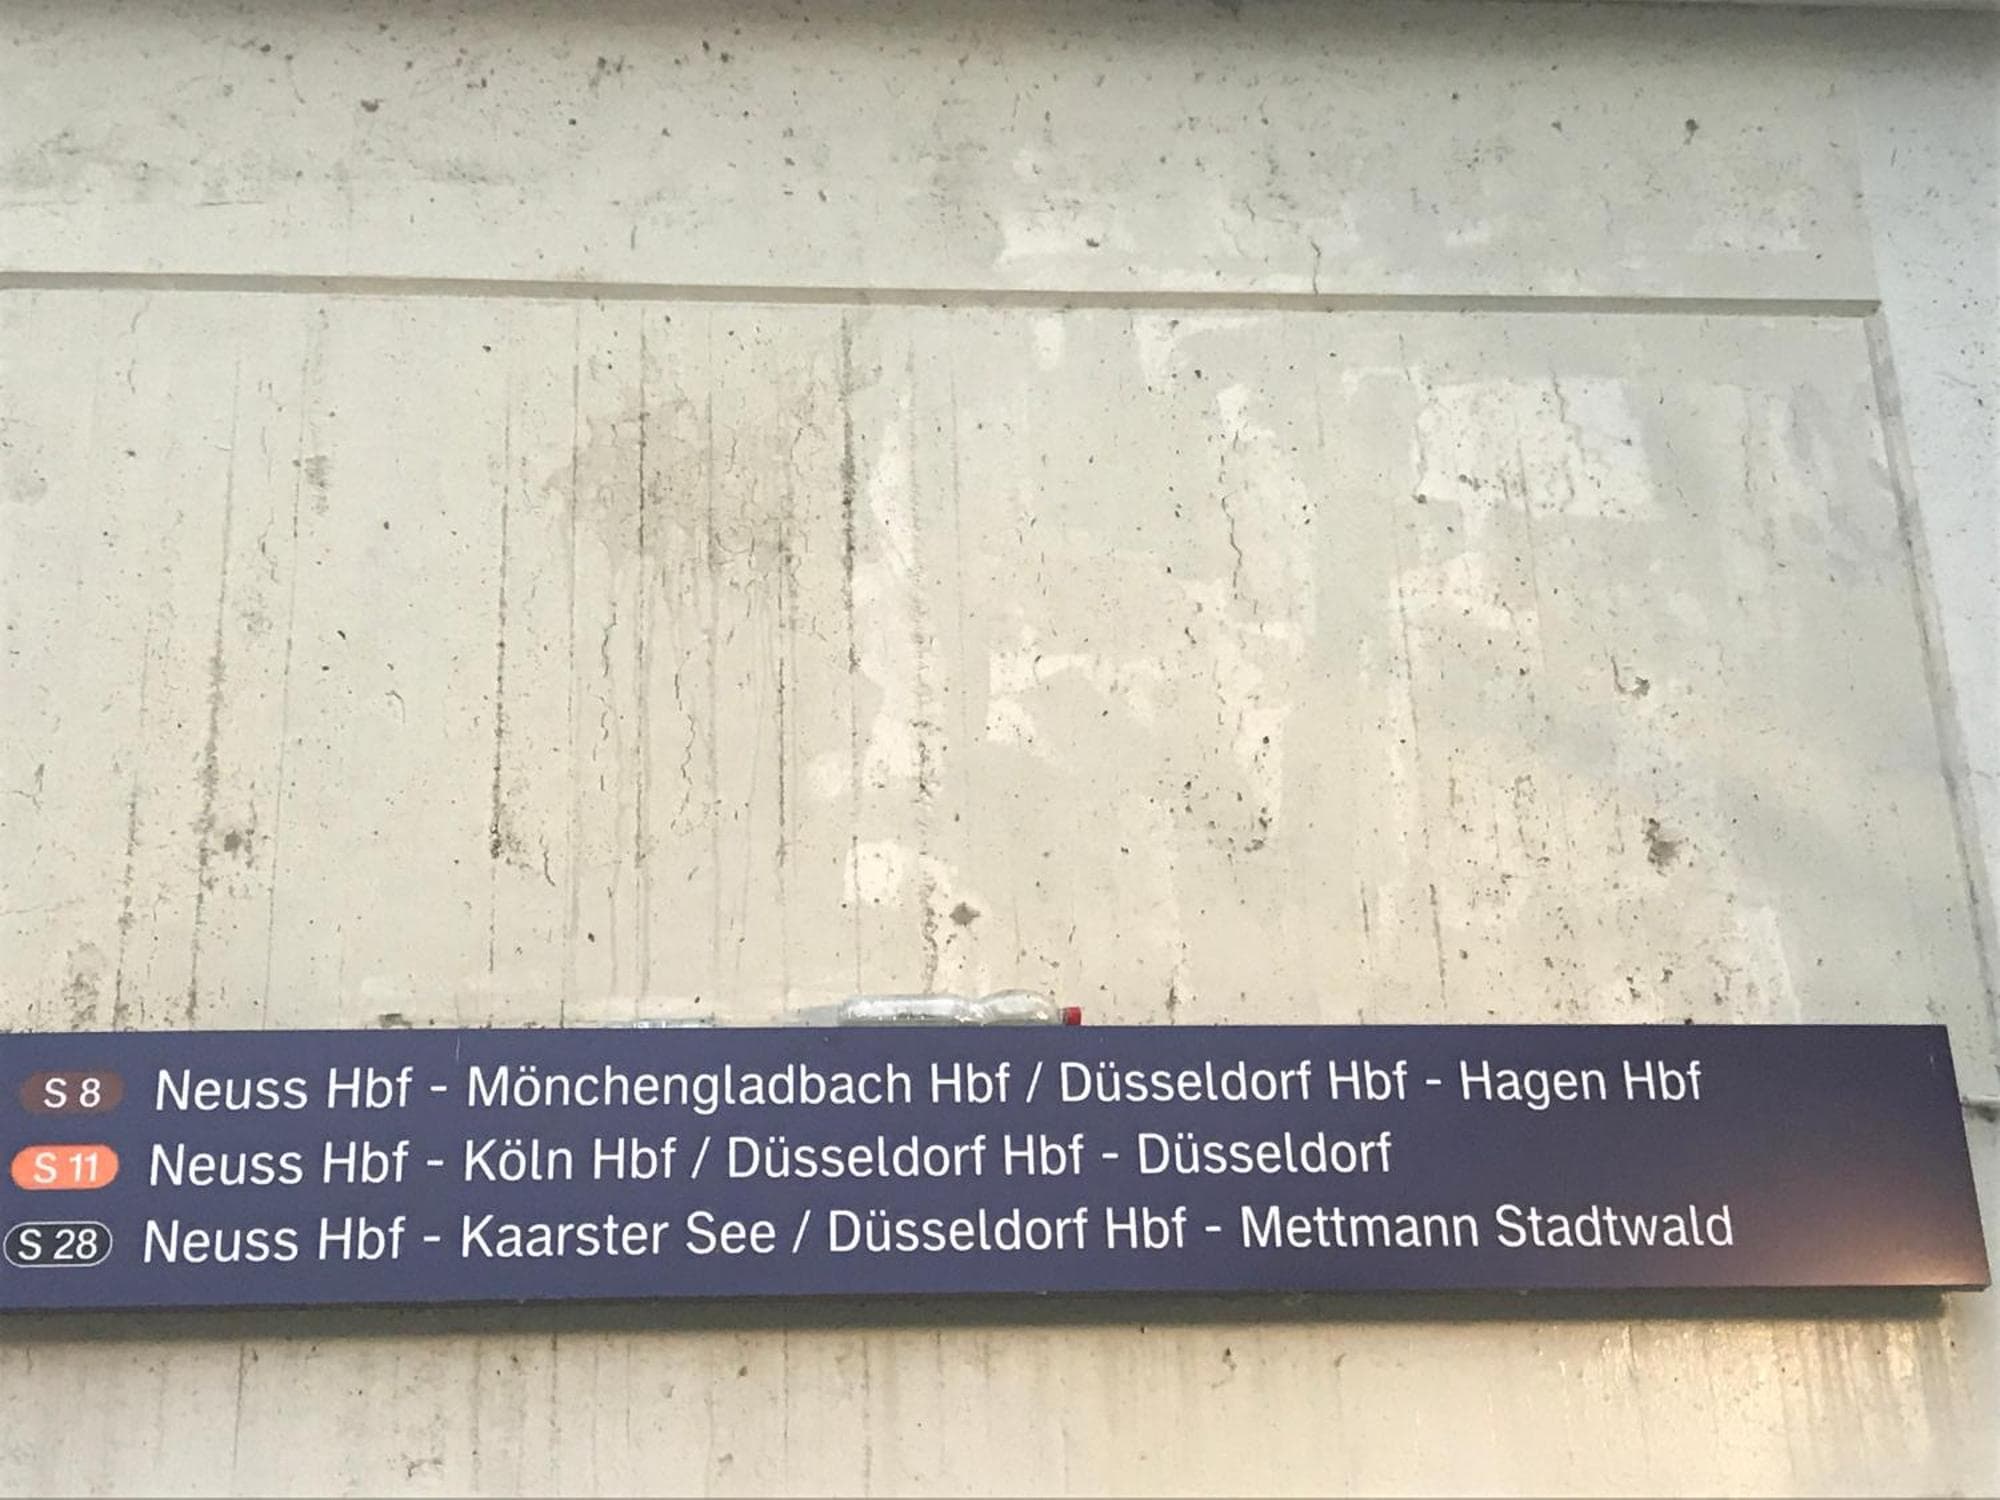 S 8 Neuss Hbf - Mönchengladbach Hbf / Düsseldorf Hbf - Hagen Hbf
S 11 Neuss Hbf - Köln Hbf / Düsseldorf Hbf - Düsseldorf
S 28 Neuss Hbf - Kaarster See / Düsseldorf Hbf - Mettmann Stadtwald